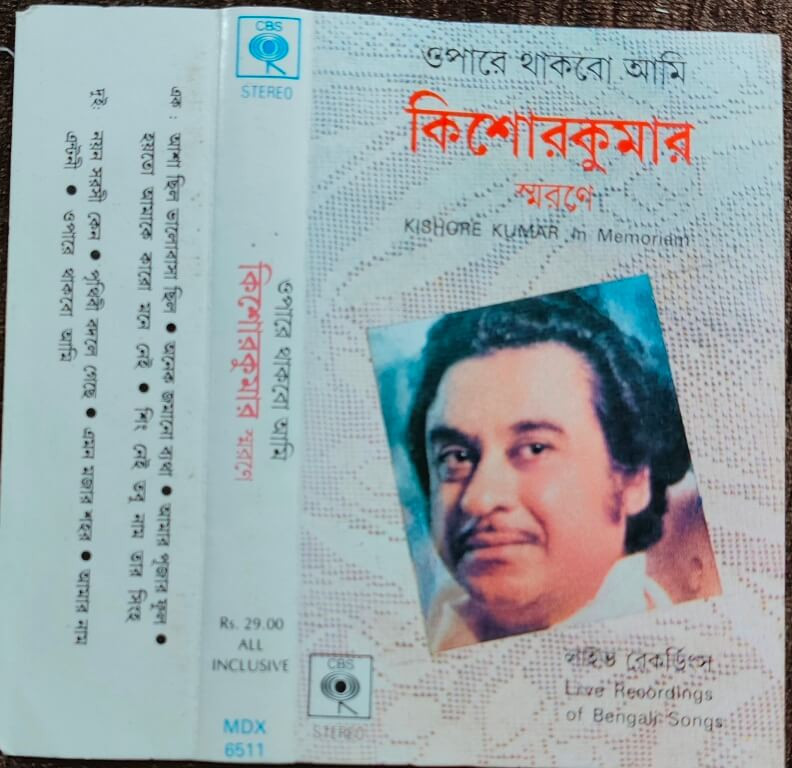 CBS
STEREO
ওপারে থাকবো আমি
কিশোরকুমার
স্মরণে
KISHORE KUMAR in Memoriam
লাইভ রেকর্ডিংস
Live Recordings
of Bengali Songs
CBS
STEREO
ওপারে থাকবো আমি
কিশোরকুমার স্মরণে
Rs. 29.00
ALL
INCLUSIVE
MDX
6511
এক : আশা ছিল ভালোবাসা ছিল ● অনেক জমানো ব্যথা ● আমার পূজার ফুল ●
হয়তো আমাকে কারো মনে নেই ● শিং নেই তবু নাম তার সিংহ
দুই: নয়ন সরসী কেন ● পৃথিবী বদলে গেছে ● এমন মজার শহর ● আমার নাম
এন্টনী ● ওপারে থাকবো আমি